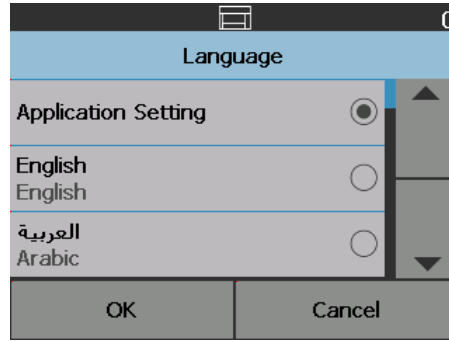 Language
Application Setting
English
English
العربية
Arabic
OK
Cancel